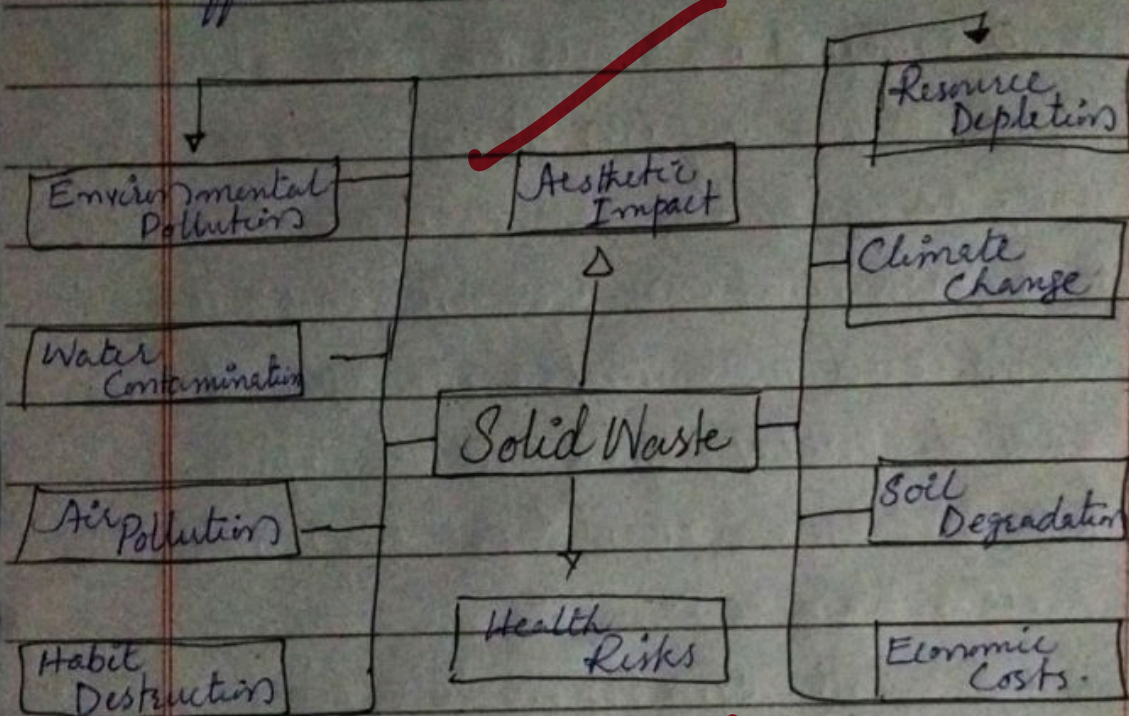 Resource
Depletion
Environmental
Pollution
Aesthetic
Impact
Climate
Change
Water
Contamination
Solid Waste
Soil
Degradation
Air Pollution
Health
Risks
Economic
Costs.
Habit
Destruction